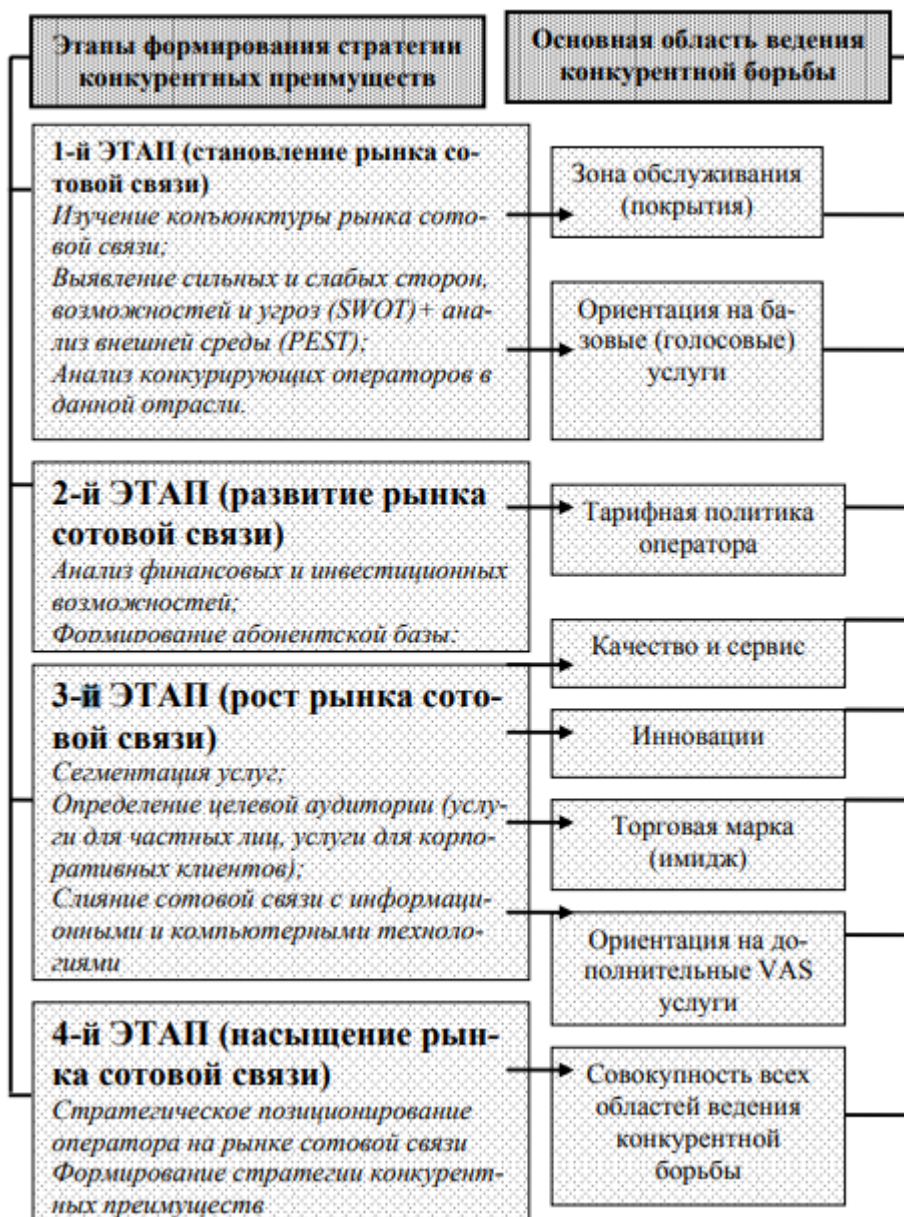 Этапы формирования стратегии
конкурентных преимуществ
Основная область ведения
конкурентной борьбы
1-й ЭТАП (становление рынка со-
товой связи)
Изучение конъюнктуры рынка сото-
вой связи;
Выявление сильных и слабых сторон,
возможностей и угроз (SWOT)+ ана-
лиз внешней среды (PEST);
Анализ конкурирующих операторов в
данной отрасли.
Зона обслуживания
(покрытия)
Ориентация на ба-
зовые (голосовые)
услуги
2-й ЭТАП (развитие рынка
сотовой связи)
Анализ финансовых и инвестиционных
возможностей;
Формирование абонентской базы;
Тарифная политика
оператора
3-й ЭТАП (рост рынка сото-
вой связи)
Сегментация услуг;
Определение целевой аудитории (услу-
ги для частных лиц, услуги для корпо-
ративных клиентов);
Слияние сотовой связи с информаци-
онными и компьютерными техноло-
гиями
Качество и сервис
Инновации
Торговая марка
(имидж)
Ориентация на до-
полнительные VAS
услуги
4-й ЭТАП (насыщение рын-
ка сотовой связи)
Стратегическое позиционирование
оператора на рынке сотовой связи
Формирование стратегии конкурент-
ных преимуществ
Совокупность всех
областей ведения
конкурентной
борьбы